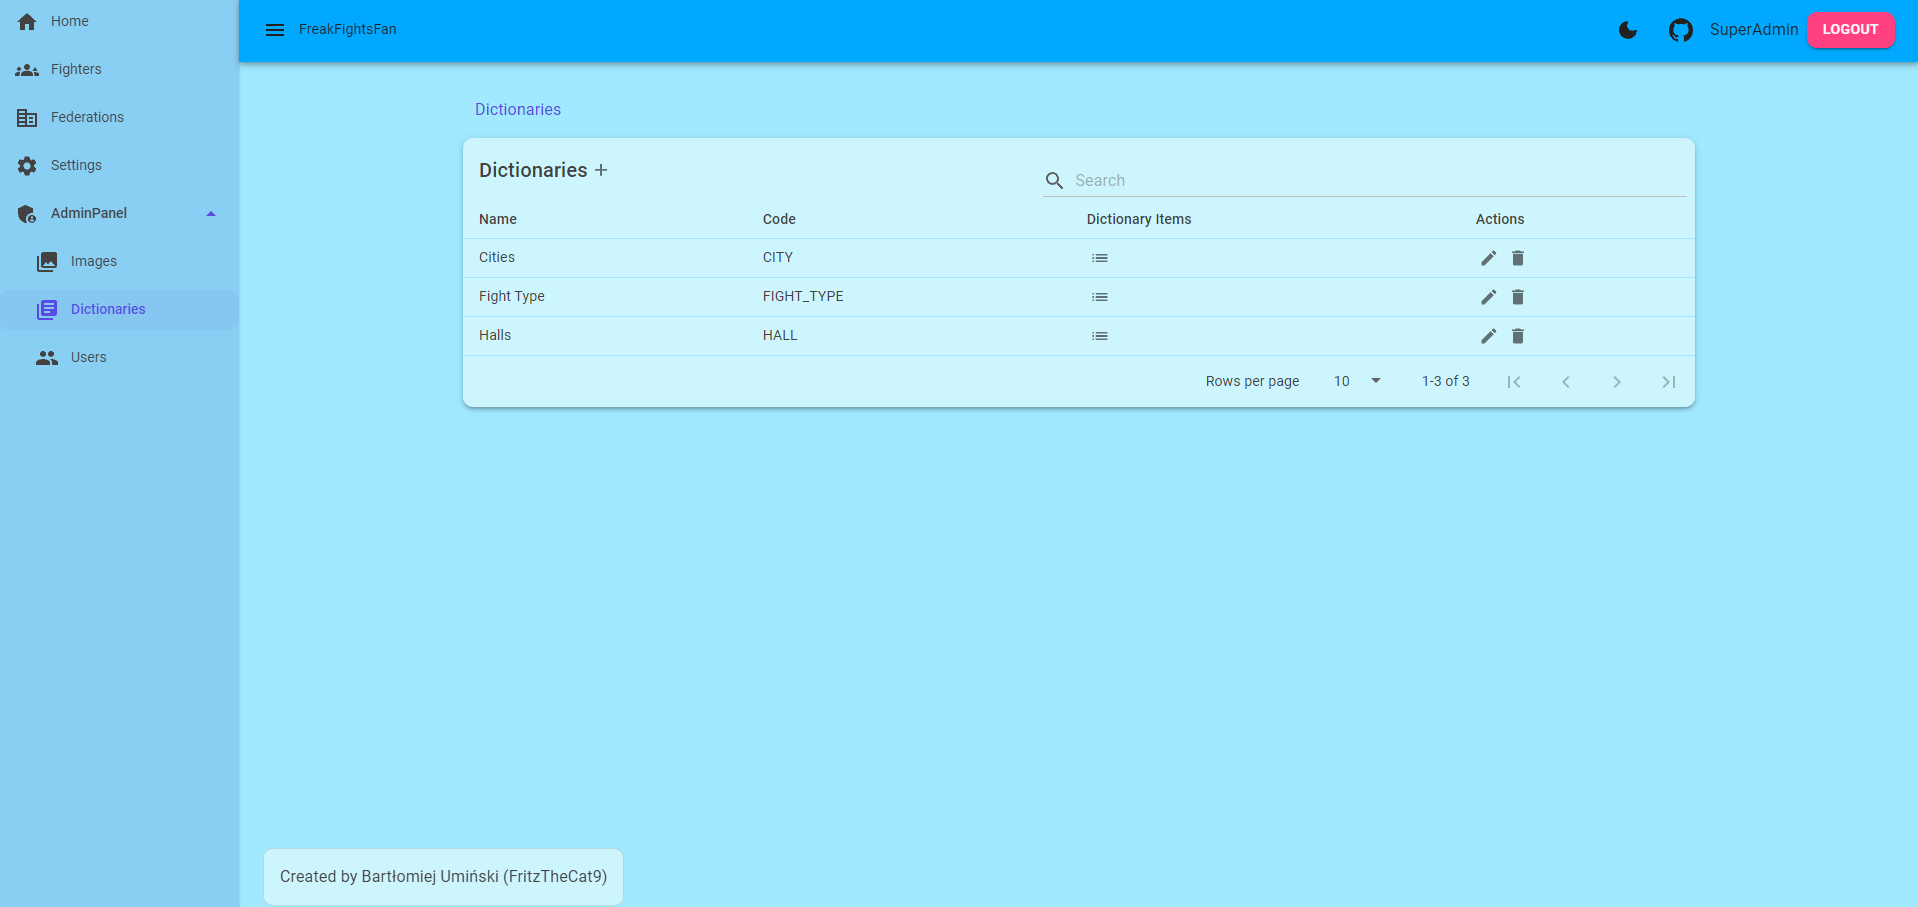 Home
Fighters
Federations
Settings
AdminPanel
Images
Dictionaries
Users
FreakFightsFan
SuperAdmin LOGOUT
Dictionaries
Dictionaries
Search
Name Code Dictionary Items Actions
Cities CITY
Fight Type FIGHT_TYPE
Halls HALL
Rows per page 10 1-3 of 3
Created by Bartłomiej Umiński (FritzTheCat9)